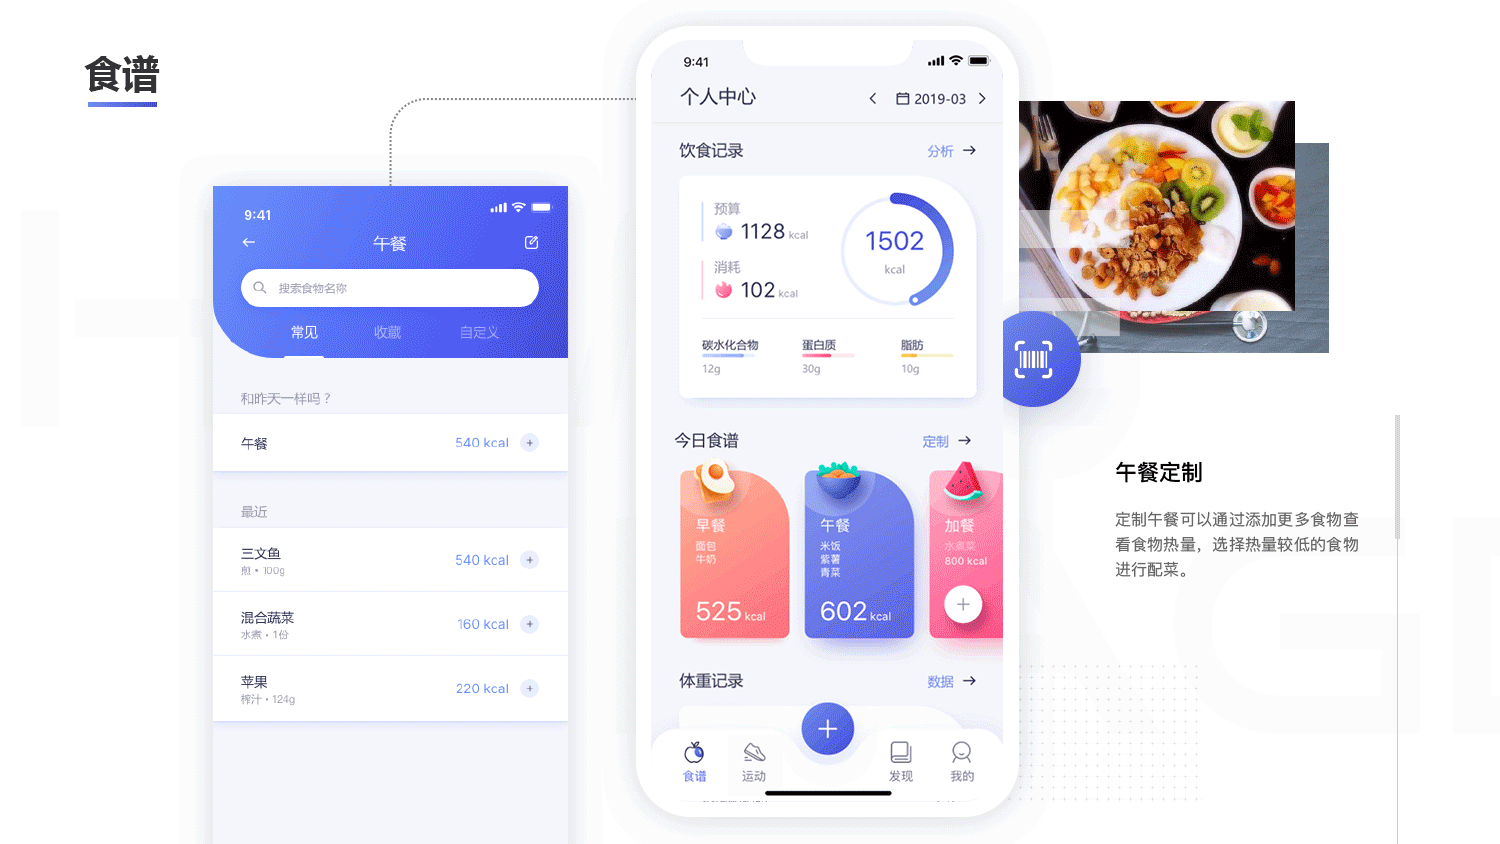 食谱
9:41
午餐
搜索食物名称
常见 收藏 自定义
和昨天一样吗？
午餐 540 kcal +
最近
三文鱼 540 kcal +
煎 • 100g
混合蔬菜 160 kcal +
水煮 • 1份
苹果 220 kcal +
榨汁 • 124g
9:41
个人中心 2019-03
饮食记录 分析
预算
1128 kcal
消耗
102 kcal
1502
kcal
碳水化合物 蛋白质 脂肪
12g 30g 10g
今日食谱 定制
早餐
面包
牛奶
525 kcal
午餐
米饭
紫薯
青菜
602 kcal
加餐
水煮菜
800 kcal
+
体重记录 数据
+
食谱 运动 发现 我的
午餐定制
定制午餐可以通过添加更多食物查
看食物热量，选择热量较低的食物
进行配菜。